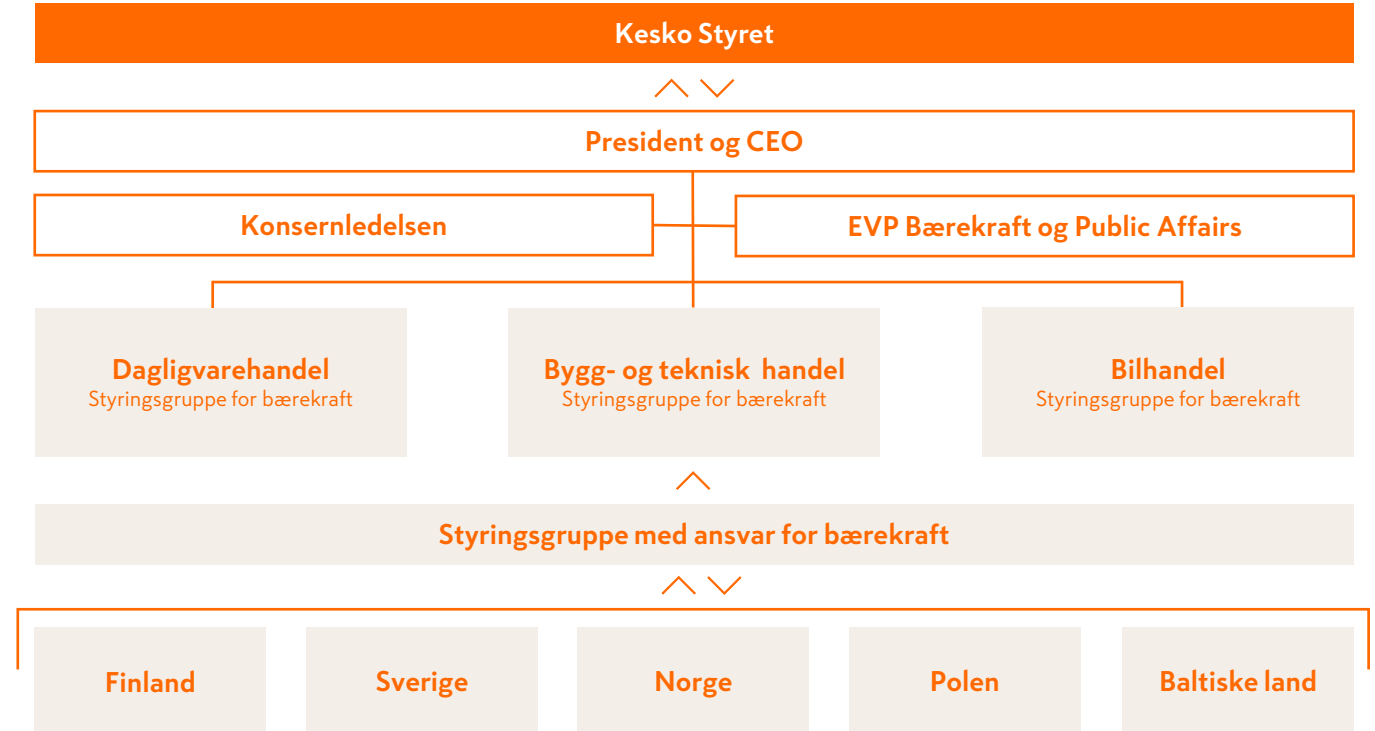 Kesko Styret
President og CEO
Konsernledelsen
EVP Bærekraft og Public Affairs
Dagligvarehandel
Styringsgruppe for bærekraft
Bygg- og teknisk handel
Styringsgruppe for bærekraft
Bilhandel
Styringsgruppe for bærekraft
Styringsgruppe med ansvar for bærekraft
Finland
Sverige
Norge
Polen
Baltiske land